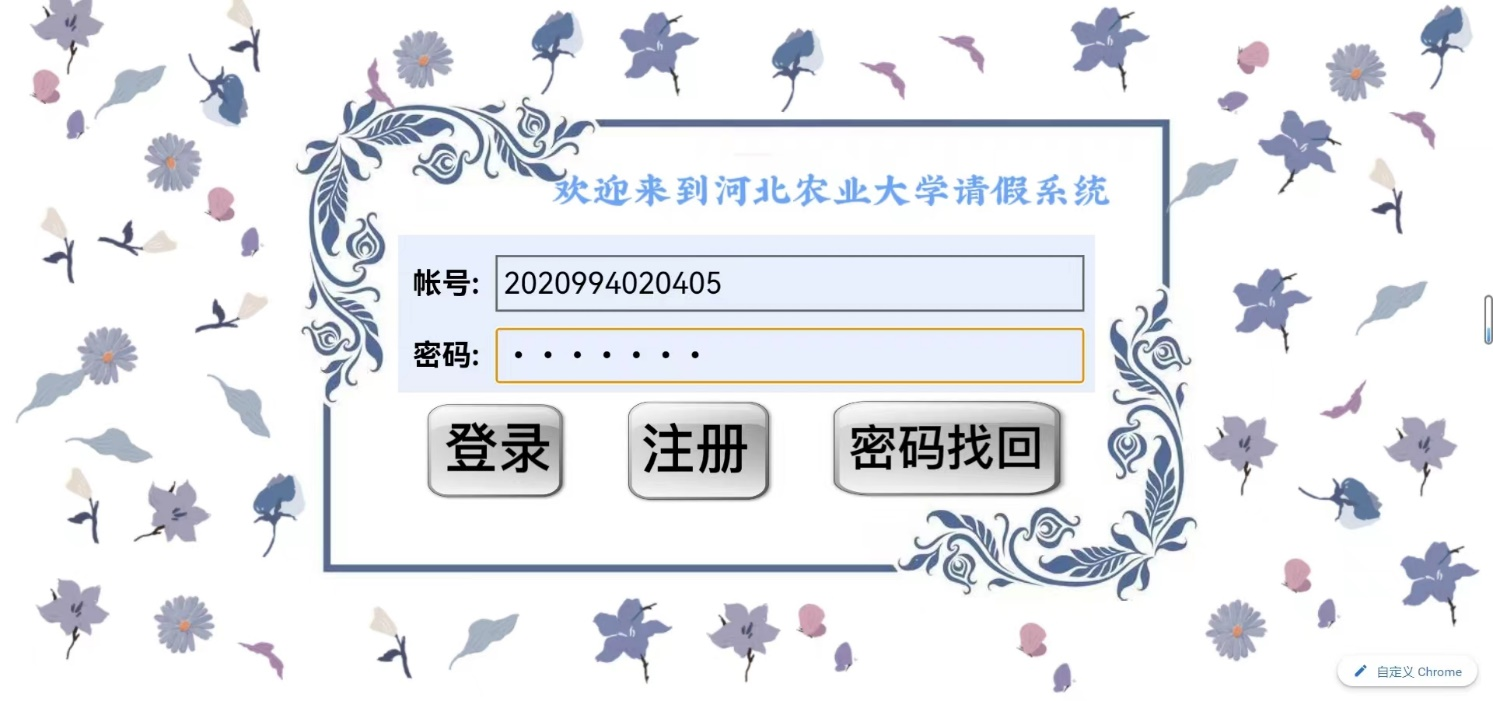 欢迎来到河北农业大学请假系统
帐号: 2020994020405
密码: •••••••
登录 注册 密码找回
自定义 Chrome